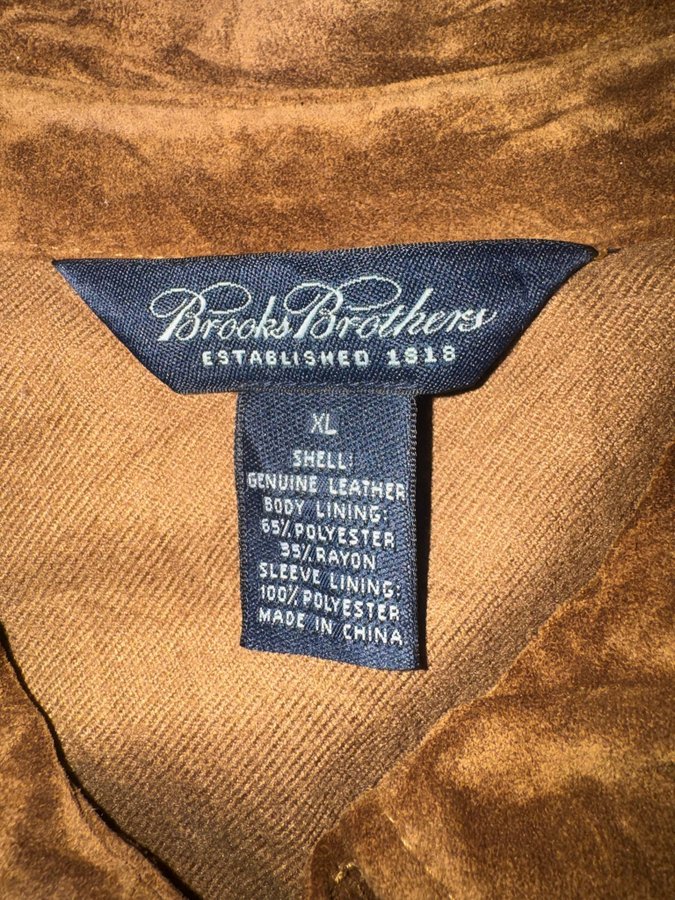 Brooks Brothers
ESTABLISHED 1818
XL
SHELL:
GENUINE LEATHER
BODY LINING:
65% POLYESTER
35% RAYON
SLEEVE LINING:
100% POLYESTER
MADE IN CHINA